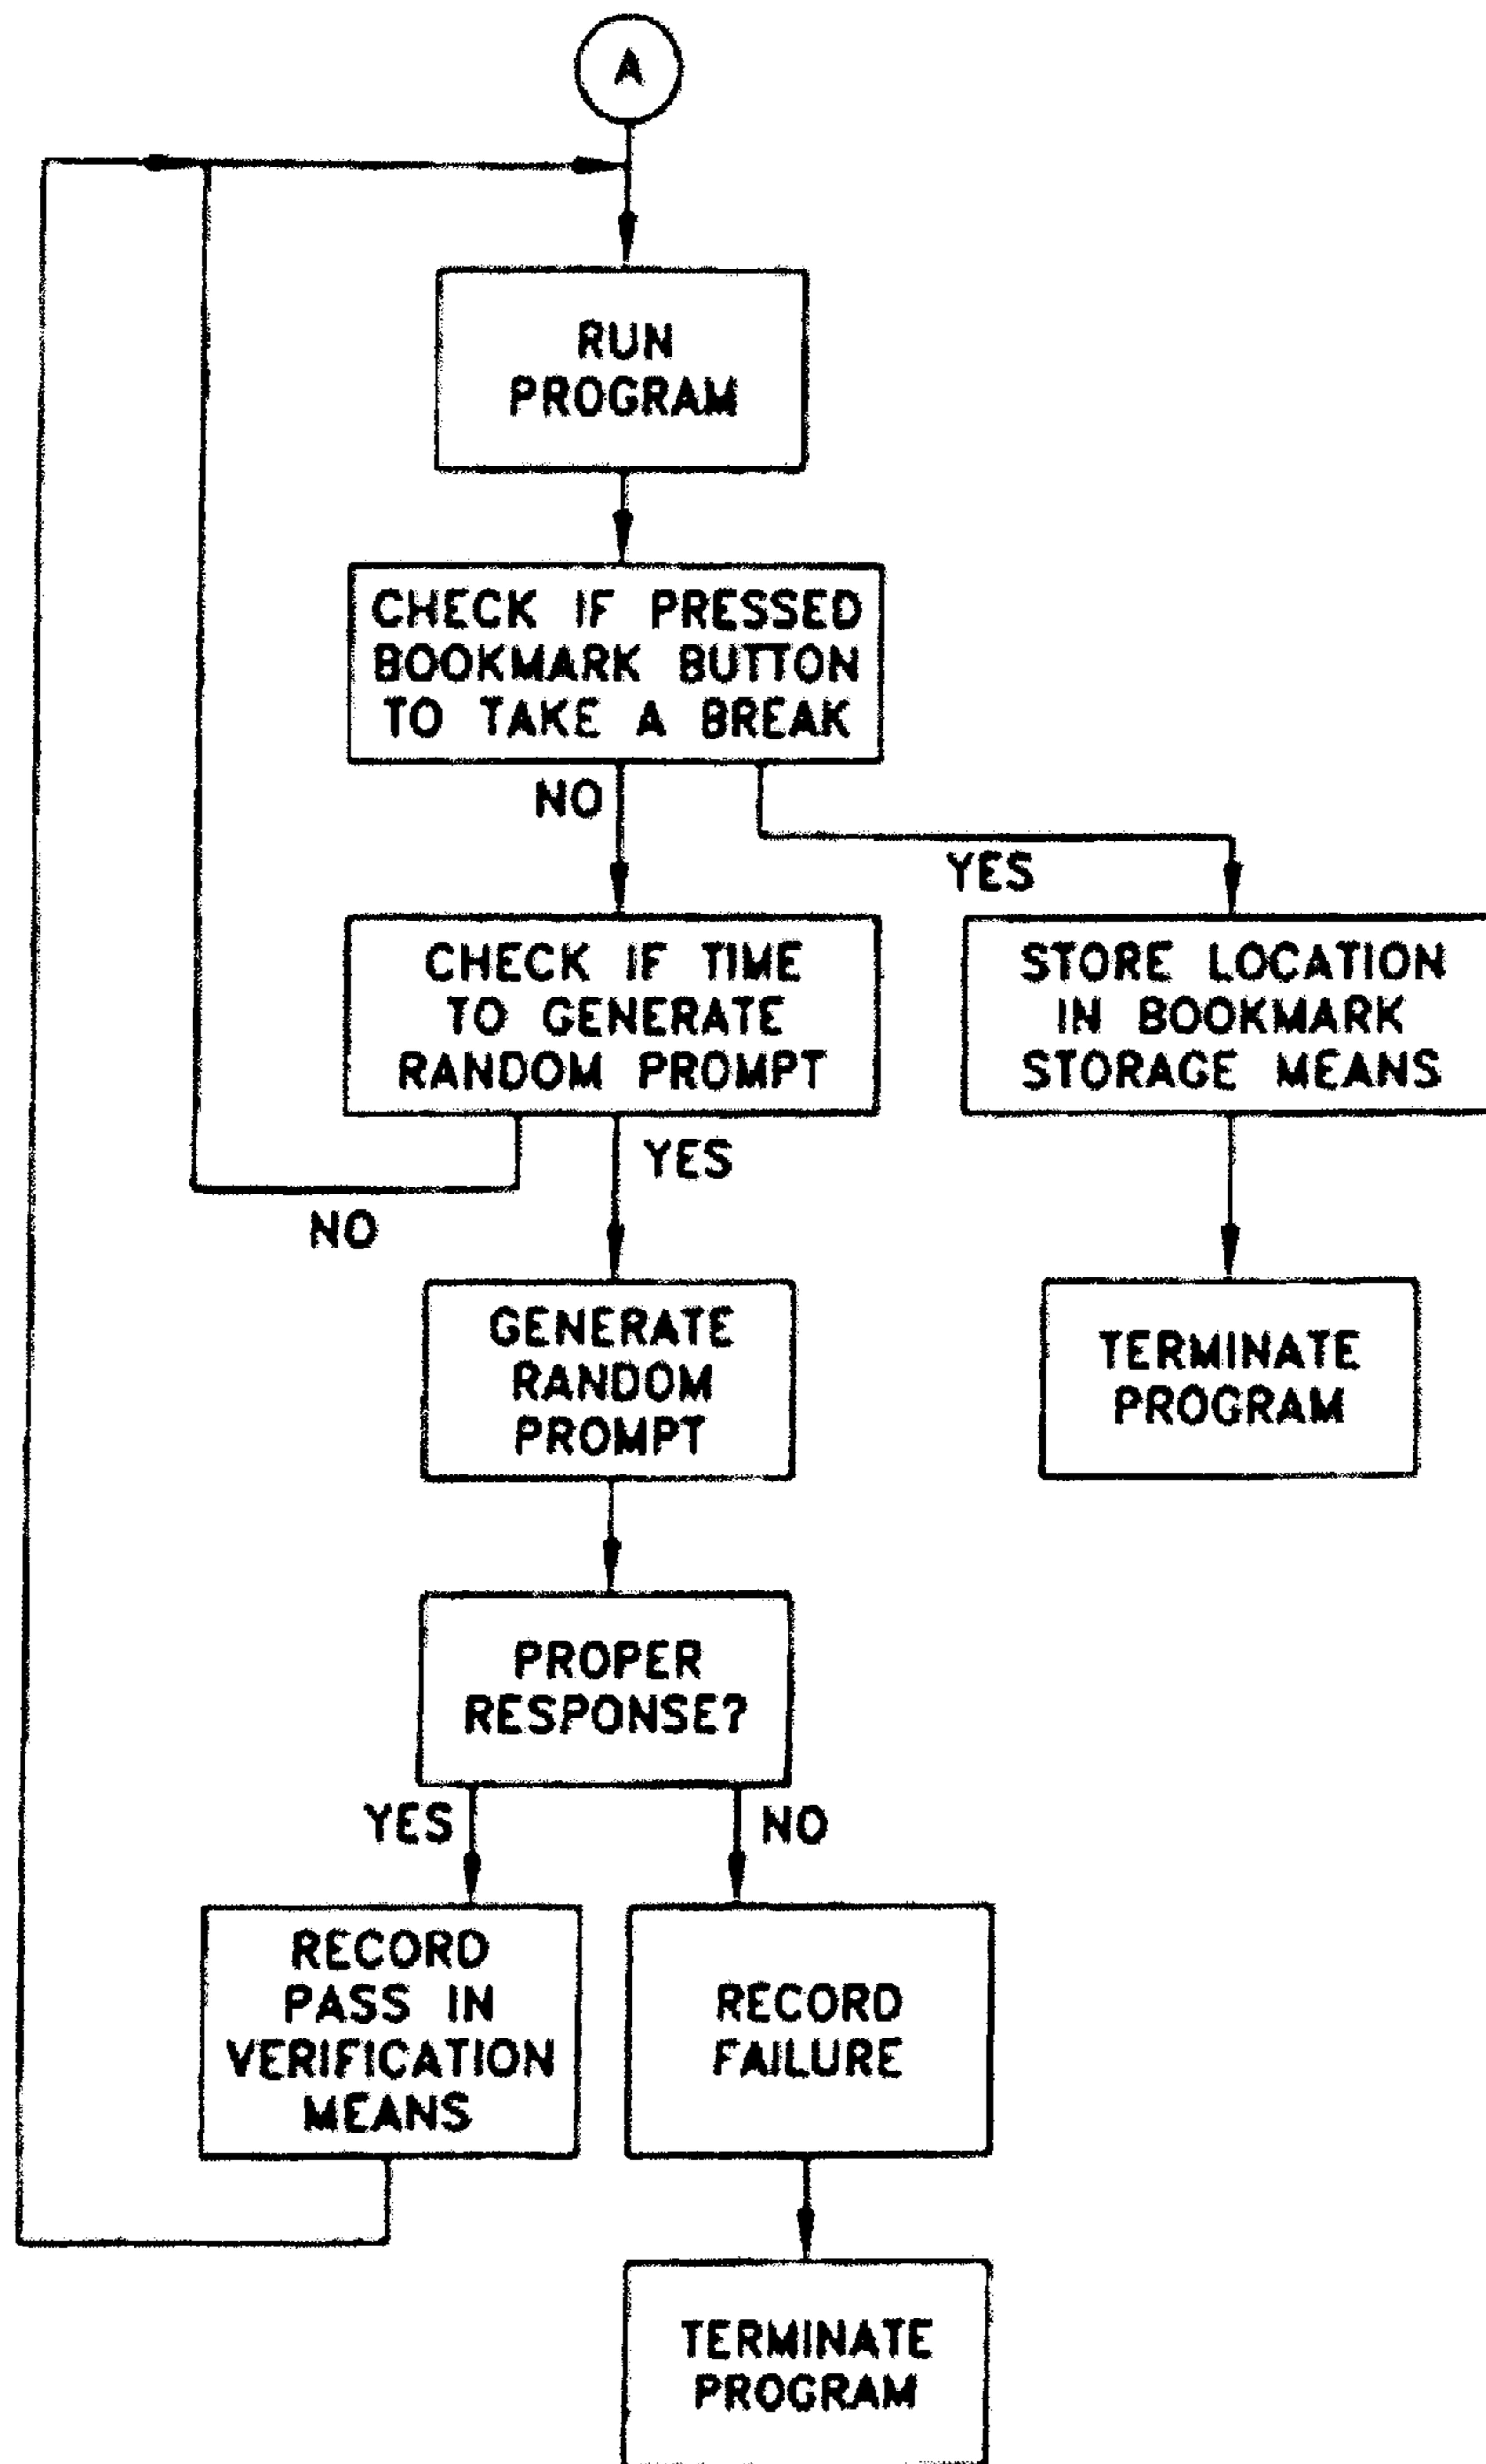 A
RUN
PROGRAM
CHECK IF PRESSED
BOOKMARK BUTTON
TO TAKE A BREAK
NO
YES
CHECK IF TIME
TO GENERATE
RANDOM PROMPT
STORE LOCATION
IN BOOKMARK
STORAGE MEANS
YES
NO
GENERATE
RANDOM
PROMPT
TERMINATE
PROGRAM
PROPER
RESPONSE?
YES
NO
RECORD
PASS IN
VERIFICATION
MEANS
RECORD
FAILURE
TERMINATE
PROGRAM